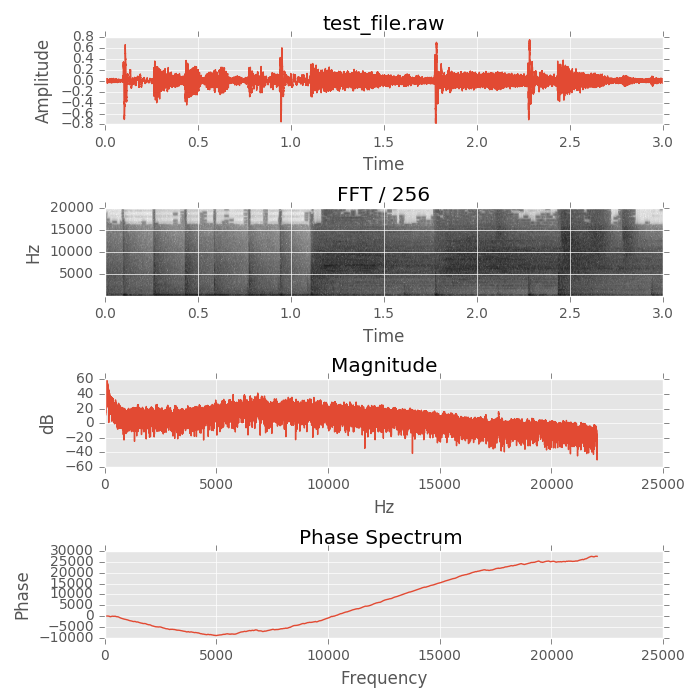 test_file.raw
Amplitude
0.8
0.6
0.4
0.2
0.0
−0.2
−0.4
−0.6
−0.8
0.0 0.5 1.0 1.5 2.0 2.5 3.0
Time
FFT / 256
Hz
20000
15000
10000
5000
0.0 0.5 1.0 1.5 2.0 2.5 3.0
Time
Magnitude
dB
60
40
20
0
−20
−40
−60
0 5000 10000 15000 20000 25000
Hz
Phase Spectrum
Phase
30000
25000
20000
15000
10000
5000
0
−5000
−10000
0 5000 10000 15000 20000 25000
Frequency